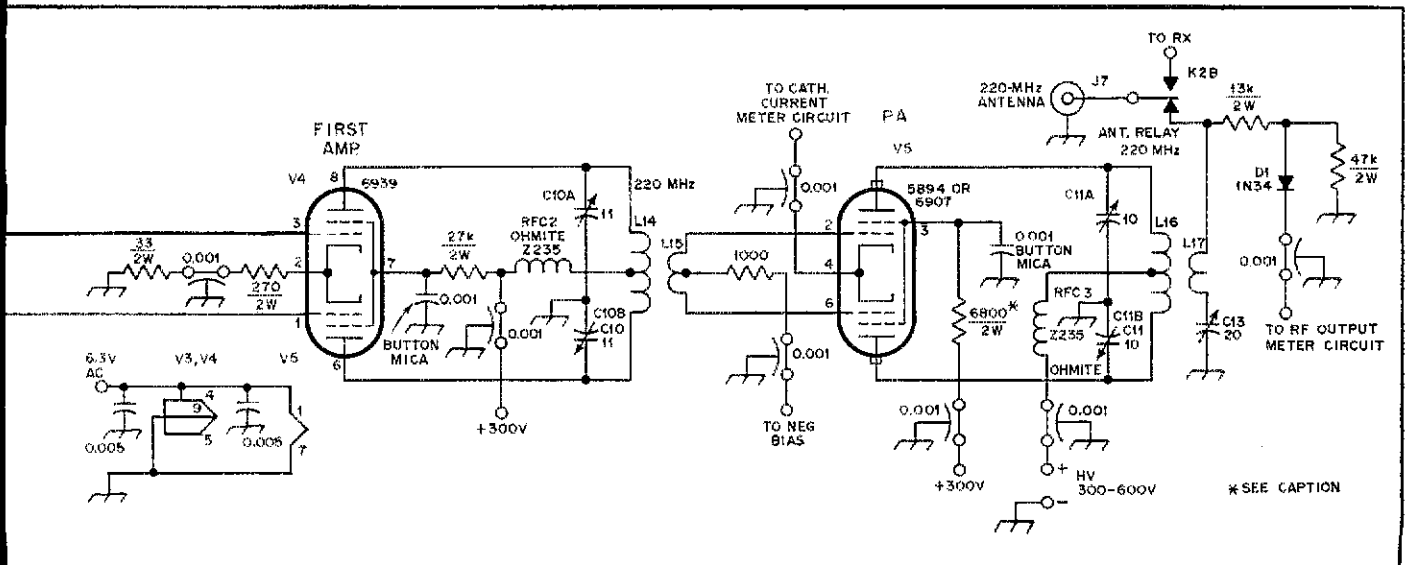 TO RX
K2B
J7
220-MHz
ANTENNA
13k
2W
ANT. RELAY
220 MHz
47k
2W
D1
1N34
0.001
TO RF OUTPUT
METER CIRCUIT
TO CATH.
CURRENT
METER CIRCUIT
0.001
PA
V5
5894 OR
6907
FIRST
AMP
V4
8
6939
3
2
1
7
6
33
2W
0.001
270
2W
27k
2W
RFC2
OHMITE
Z235
0.001
BUTTON
MICA
0.001
+300V
C10A
11
C10B
C10
11
220 MHz
L14
L15
1000
0.001
TO NEG
BIAS
2
4
6
3
0.001
BUTTON
MICA
6800*
2W
0.001
+300V
C11A
10
RFC3
Z235
OHMITE
C11B
C11
10
L16
L17
C13
20
0.001
+
HV
300-600V
−
6.3V
AC
V3,V4
V5
0.005
4
9
5
0.005
1
7
*SEE CAPTION